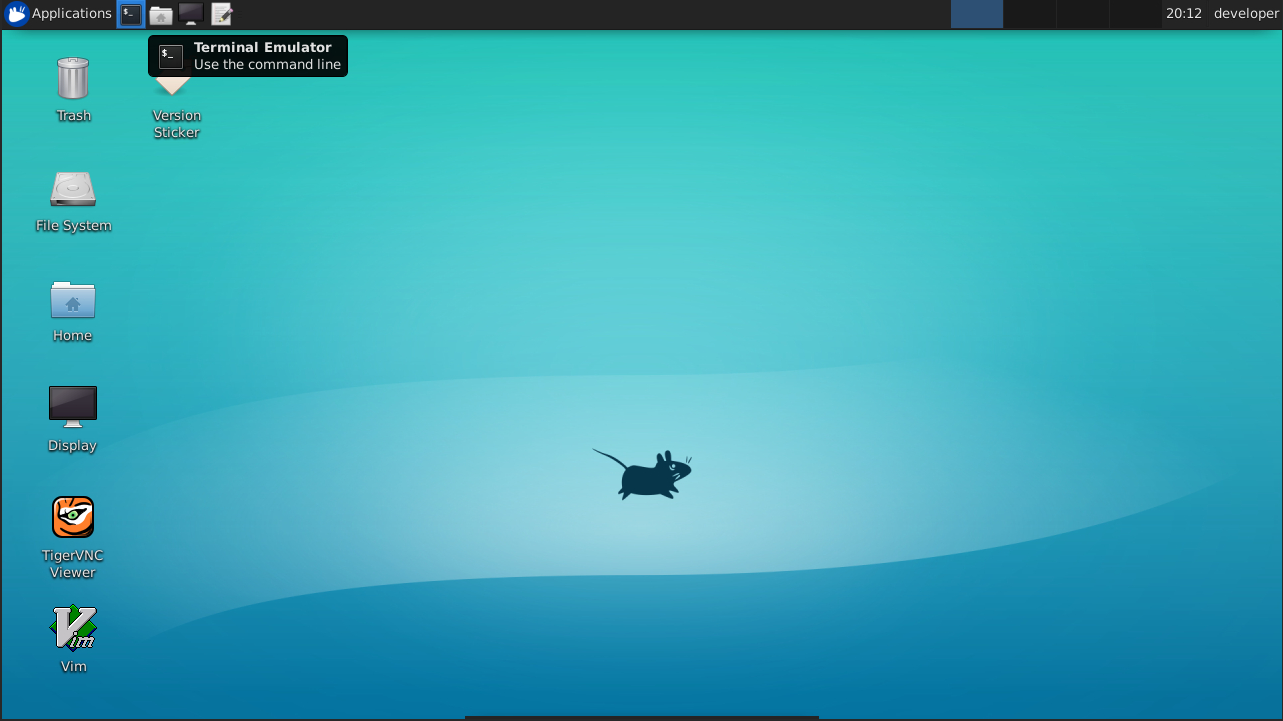 Applications
20:12
developer
Terminal Emulator
Use the command line
Trash
Version
Sticker
File System
Home
Display
TigerVNC
Viewer
Vim